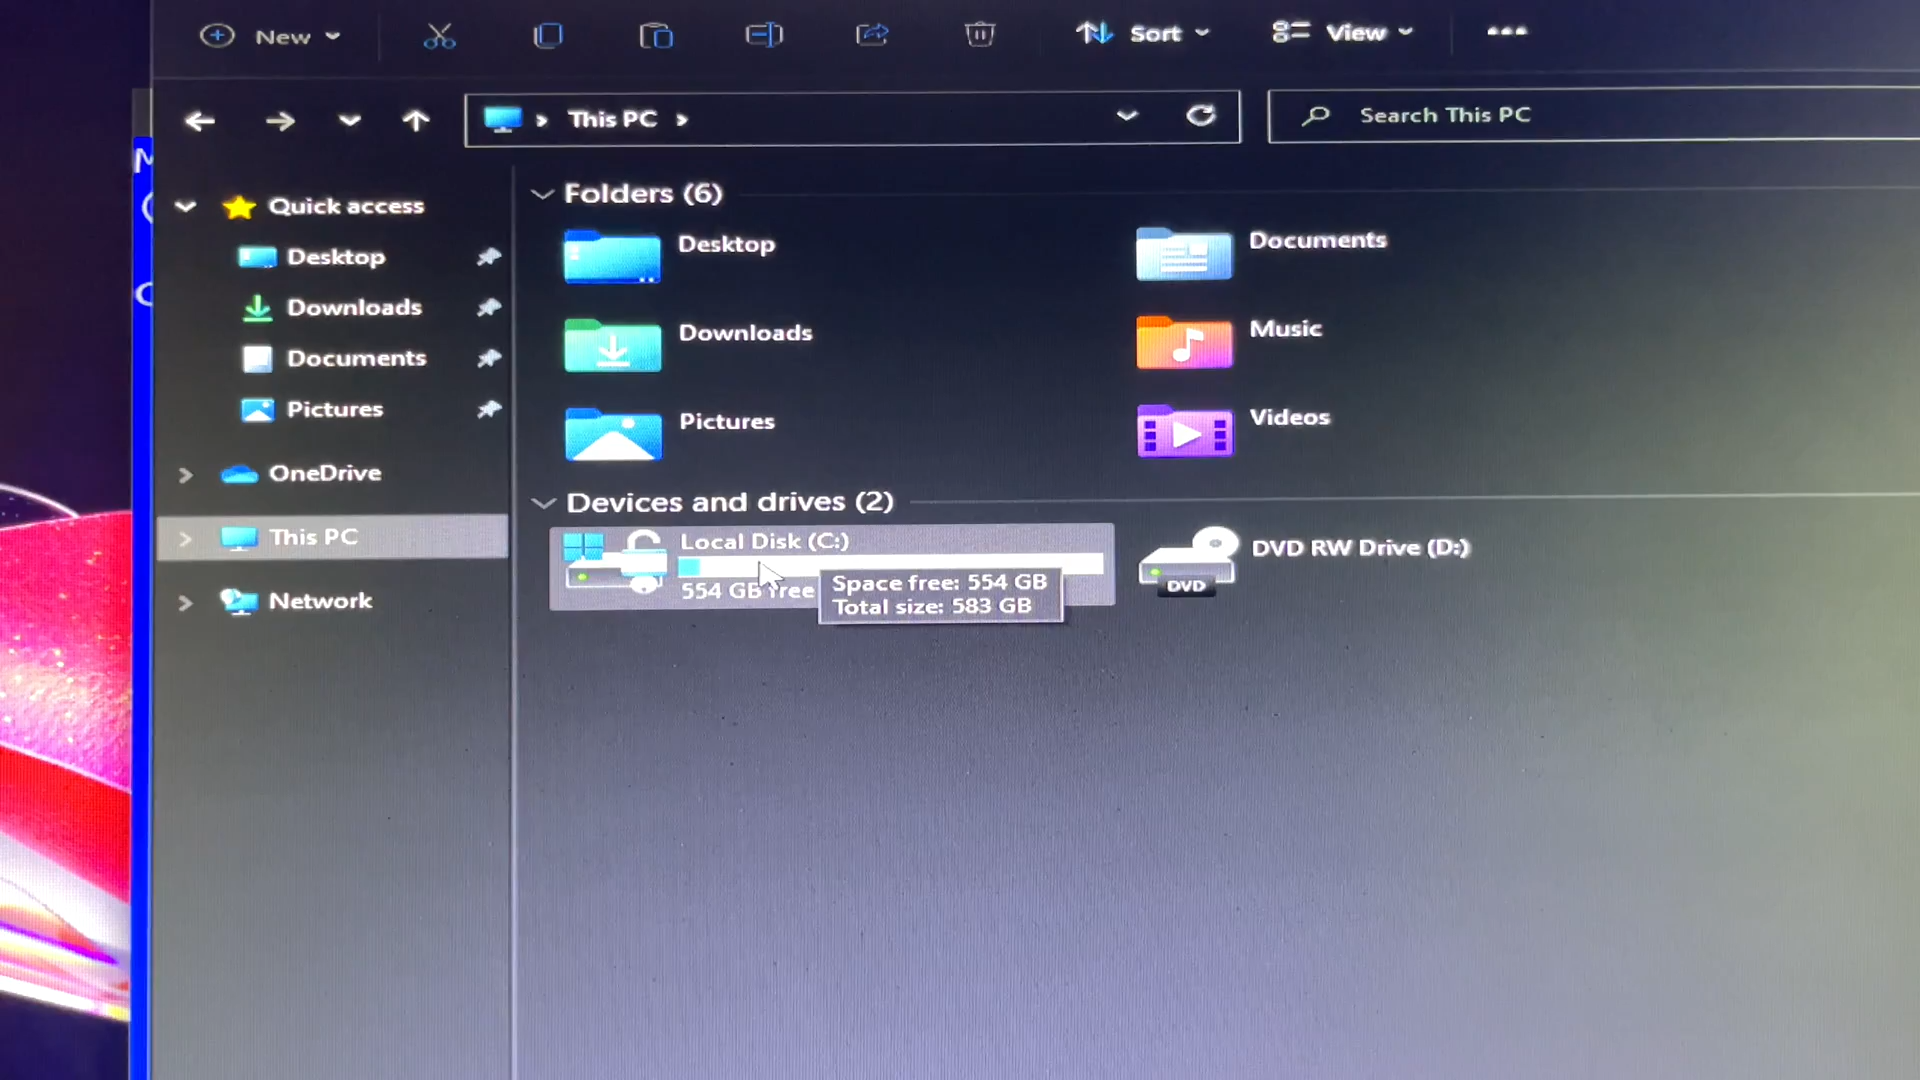 New
Sort
View
This PC
Search This PC
Quick access
Desktop
Downloads
Documents
Pictures
OneDrive
This PC
Network
Folders (6)
Desktop
Documents
Downloads
Music
Pictures
Videos
Devices and drives (2)
Local Disk (C:)
554 GB free
Space free: 554 GB
Total size: 583 GB
DVD RW Drive (D:)
DVD